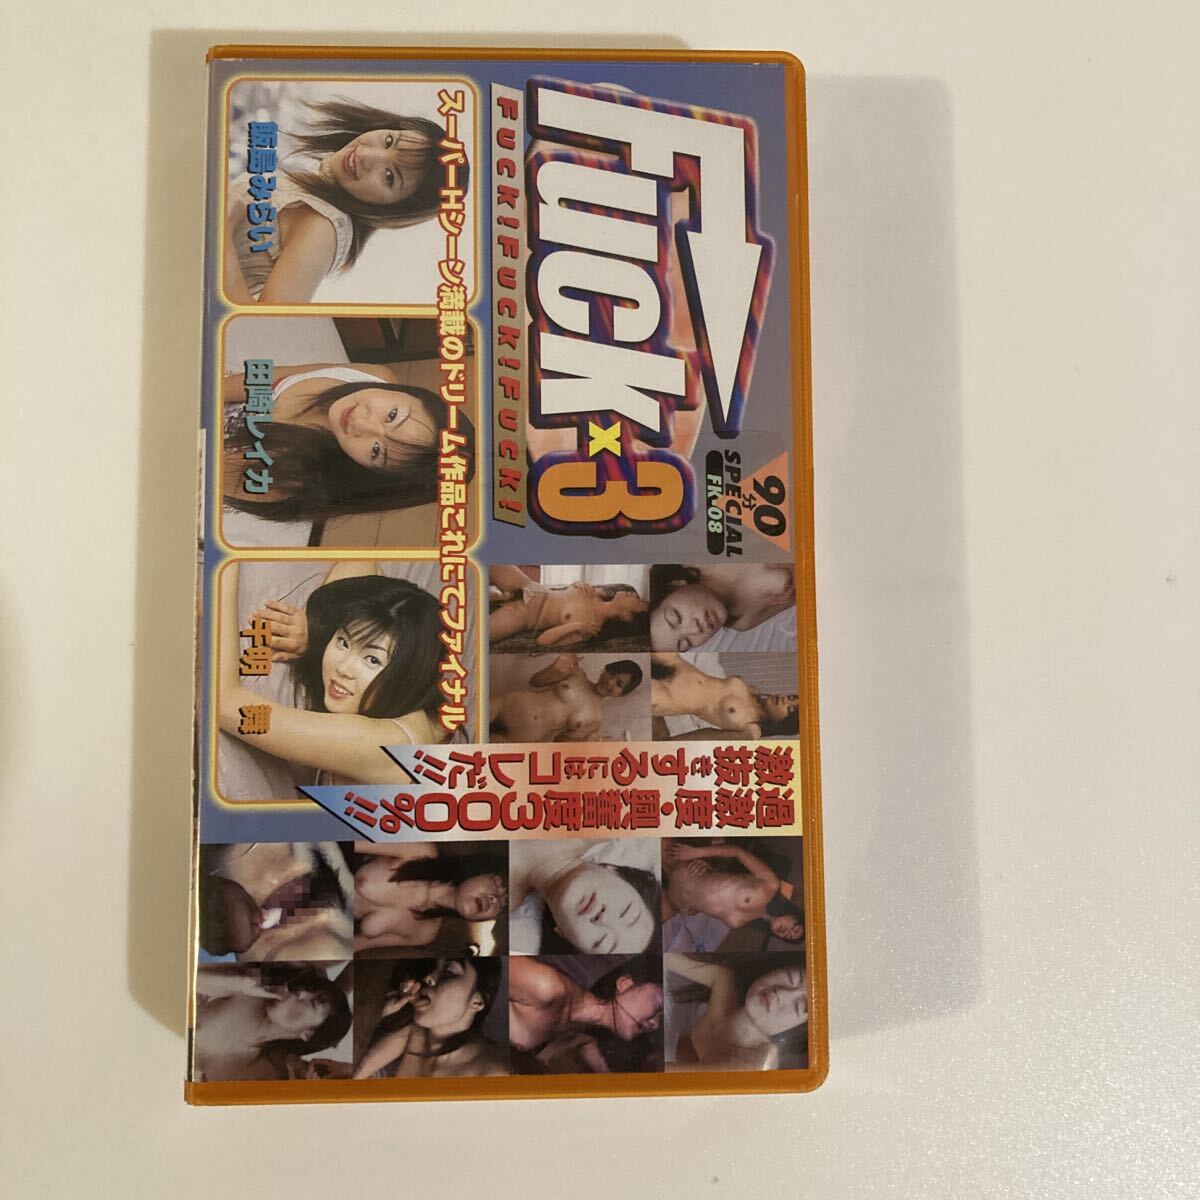 Fuck×3
FUCK!FUCK!FUCK!
90分
SPECIAL
FK-08
スーパーHシーン満載のドリーム作品これにてファイナル
飯島みらい
田崎レイカ
千明 舞
過激度・興奮度300%!!
激抜きするにはコレだ!!